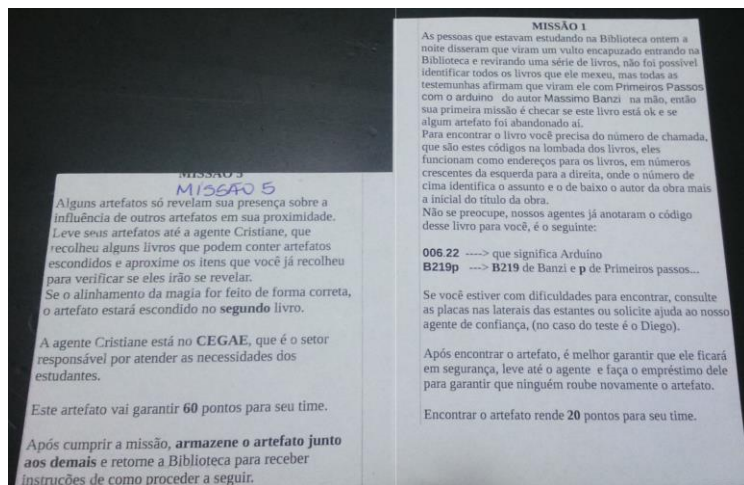 MISSÃO 5
MISSÃO 5
Alguns artefatos só revelam sua presença sobre a
influência de outros artefatos em sua proximidade.
Leve seus artefatos até a agente Cristiane, que
recolheu alguns livros que podem conter artefatos
escondidos e aproxime os itens que você já recolheu
para verificar se eles irão se revelar.
Se o alinhamento da magia for feito de forma correta,
o artefato estará escondido no segundo livro.
A agente Cristiane está no CEGAE, que é o setor
responsável por atender as necessidades dos
estudantes.
Este artefato vai garantir 60 pontos para seu time.
Após cumprir a missão, armazene o artefato junto
aos demais e retorne a Biblioteca para receber
instruções de como proceder a seguir.
MISSÃO 1
As pessoas que estavam estudando na Biblioteca ontem a
noite disseram que viram um vulto encapuzado entrando na
Biblioteca e revirando uma série de livros, não foi possível
identificar todos os livros que ele mexeu, mas todas as
testemunhas afirmam que viram ele com Primeiros Passos
com o arduino do autor Massimo Banzi na mão, então
sua primeira missão é checar se este livro está ok e se
algum artefato foi abandonado aí.
Para encontrar o livro você precisa do número de chamada,
que são estes códigos na lombada dos livros, eles
funcionam como endereços para os livros, em números
crescentes da esquerda para a direita, onde o número de
cima identifica o assunto e o de baixo o autor da obra mais
a inicial do título da obra.
Não se preocupe, nossos agentes já anotaram o código
desse livro para você, é o seguinte:
006.22 ----> que significa Arduino
B219p ---> B219 de Banzi e p de Primeiros passos...
Se você estiver com dificuldades para encontrar, consulte
as placas nas laterais das estantes ou solicite ajuda ao nosso
agente de confiança, (no caso do teste é o Diego).
Após encontrar o artefato, é melhor garantir que ele ficará
em segurança, leve até o agente e faça o empréstimo dele
para garantir que ninguém roube novamente o artefato.
Encontrar o artefato rende 20 pontos para seu time.